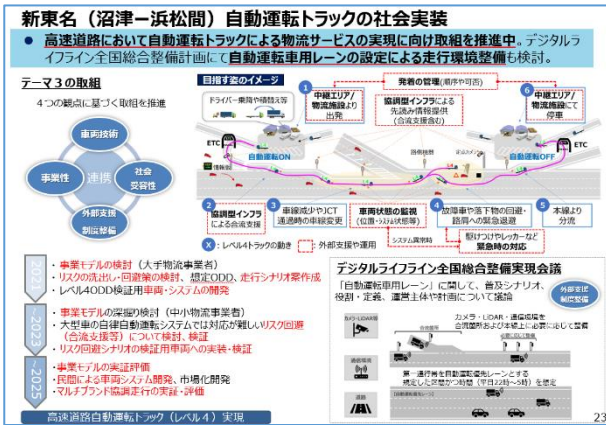 新東名（沼津ー浜松間）自動運転トラックの社会実装
● 高速道路において自動運転トラックによる物流サービスの実現に向け取組を推進中。デジタルラ
イフライン全国総合整備計画にて自動運転車用レーンの設定による走行環境整備も検討。
テーマ３の取組
４つの観点に基づく取組を推進
車両技術
事業性
連携
社会
受容性
外部支援
制度整備
目指す姿のイメージ
発着の管理(順序や可否)
ドライバー乗降や積替え等
1
中継エリア/
物流施設より
出発
協調型インフラによる
先読み情報提供
（合流支援含む）
6
中継エリア/
物流施設にて
停車
ETC
自動運転ON
自動運転OFF
ETC
2
協調型インフラ
による合流支援
3
車線減少やJCT
通過時の車線変更
車両状態の監視
(位置・システム状態等)
4
故障車や落下物の回避・
路肩への緊急退避
5
本線より
分流
X：レベル4トラックの動き
：外部支援や運用
システム異常時
駆けつけやレッカーなど
緊急時の対応
2021
・事業モデルの検討（大手物流事業者）
・リスクの洗出し・回避策の検討、想定ODD、走行シナリオ案作成
・レベル4ODD検証用車両・システムの開発
~2023
・事業モデルの深掘り検討（中小物流事業者）
・大型車の自律自動運転システムでは対応が難しいリスク回避
（合流支援等）について検討、検証
・リスク回避シナリオの検証用車両への実装・検証
~2025
・事業モデルの実証評価
・民間による車両システム開発、市場化開発
・マルチブランド協調走行の実証・評価
高速道路自動運転トラック（レベル４）実現
デジタルライフライン全国総合整備実現会議
「自動運転車用レーン」に関して、普及シナリオ、
役割・定義、運営主体や計画について議論
外部支援
制度整備
カメラ・LiDAR等
カメラ・LiDAR・通信環境を
合流箇所および本線上に必要に応じて整備
通信環境
第一通行帯を自動運転優先レーンとする
規定した区間かつ時間（平日22時～5時）を想定
道路
23